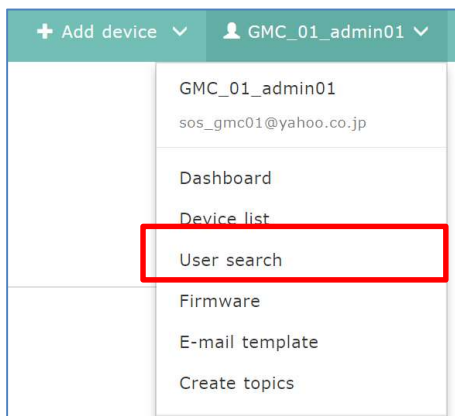 + Add device GMC_01_admin01
GMC_01_admin01
sos_gmc01@yahoo.co.jp
Dashboard
Device list
User search
Firmware
E-mail template
Create topics